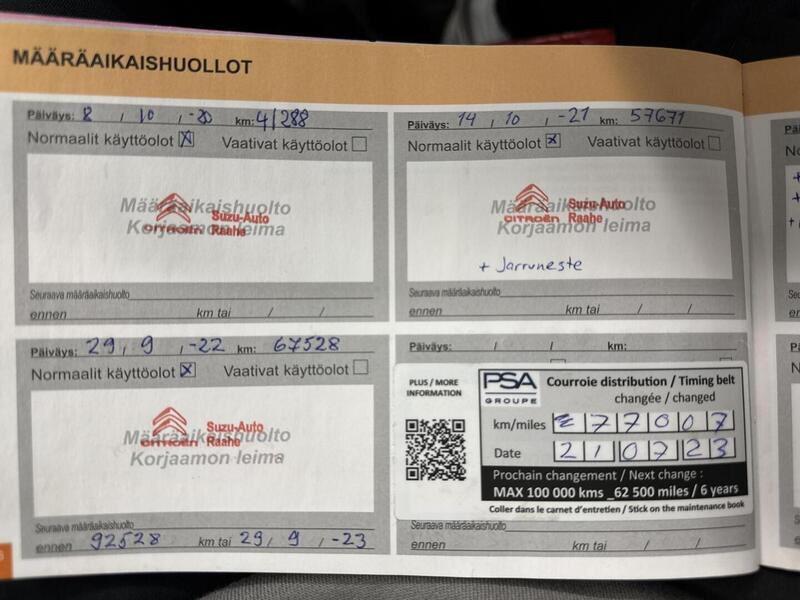 MÄÄRÄAIKAISHUOLLOT
Päiväys: 8 , 10 , -20 km: 41288
Normaalit käyttöolot ☒ Vaativat käyttöolot ☐
Määräaikaishuolto
Korjaamon leima
CITROËN
Suzu-Auto
Raahe
Seuraava määräaikaishuolto
ennen km tai / /
Päiväys: 14 , 10 , -21 km: 57671
Normaalit käyttöolot ☒ Vaativat käyttöolot ☐
Määräaikaishuolto
Korjaamon leima
CITROËN
Suzu-Auto
Raahe
+ Jarruneste
Seuraava määräaikaishuolto
ennen km tai / /
Päiväys: 29 , 9 , -22 km: 67528
Normaalit käyttöolot ☒ Vaativat käyttöolot ☐
Määräaikaishuolto
Korjaamon leima
CITROËN
Suzu-Auto
Raahe
Seuraava määräaikaishuolto
ennen 92528 km tai 29 , 9 , -23
Päiväys: / / km:
PLUS / MORE
INFORMATION
PSA
GROUPE
Courroie distribution / Timing belt
changée / changed
km/miles 77007
Date 210723
Prochain changement / Next change :
MAX 100 000 kms _62 500 miles / 6 years
Coller dans le carnet d'entretien / Stick on the maintenance book
Seuraava määräaikaishuolto
ennen km tai / /